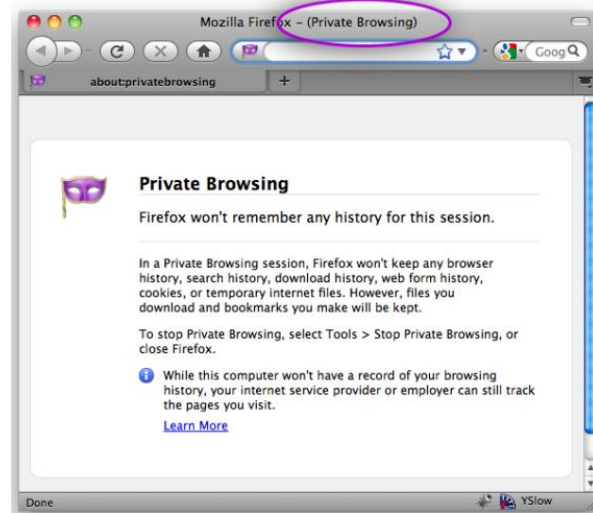 Mozilla Firefox – (Private Browsing)
Goog
about:privatebrowsing
Private Browsing
Firefox won't remember any history for this session.
In a Private Browsing session, Firefox won't keep any browser
history, search history, download history, web form history,
cookies, or temporary internet files. However, files you
download and bookmarks you make will be kept.
To stop Private Browsing, select Tools > Stop Private Browsing, or
close Firefox.
While this computer won't have a record of your browsing
history, your internet service provider or employer can still track
the pages you visit.
Learn More
Done YSlow